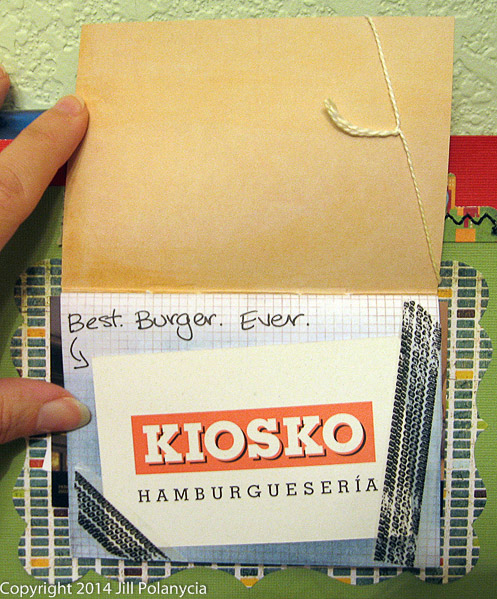 Best. Burger. Ever.
KIOSKO
HAMBURGUESERÍA
Copyright 2014 Jill Polanycia